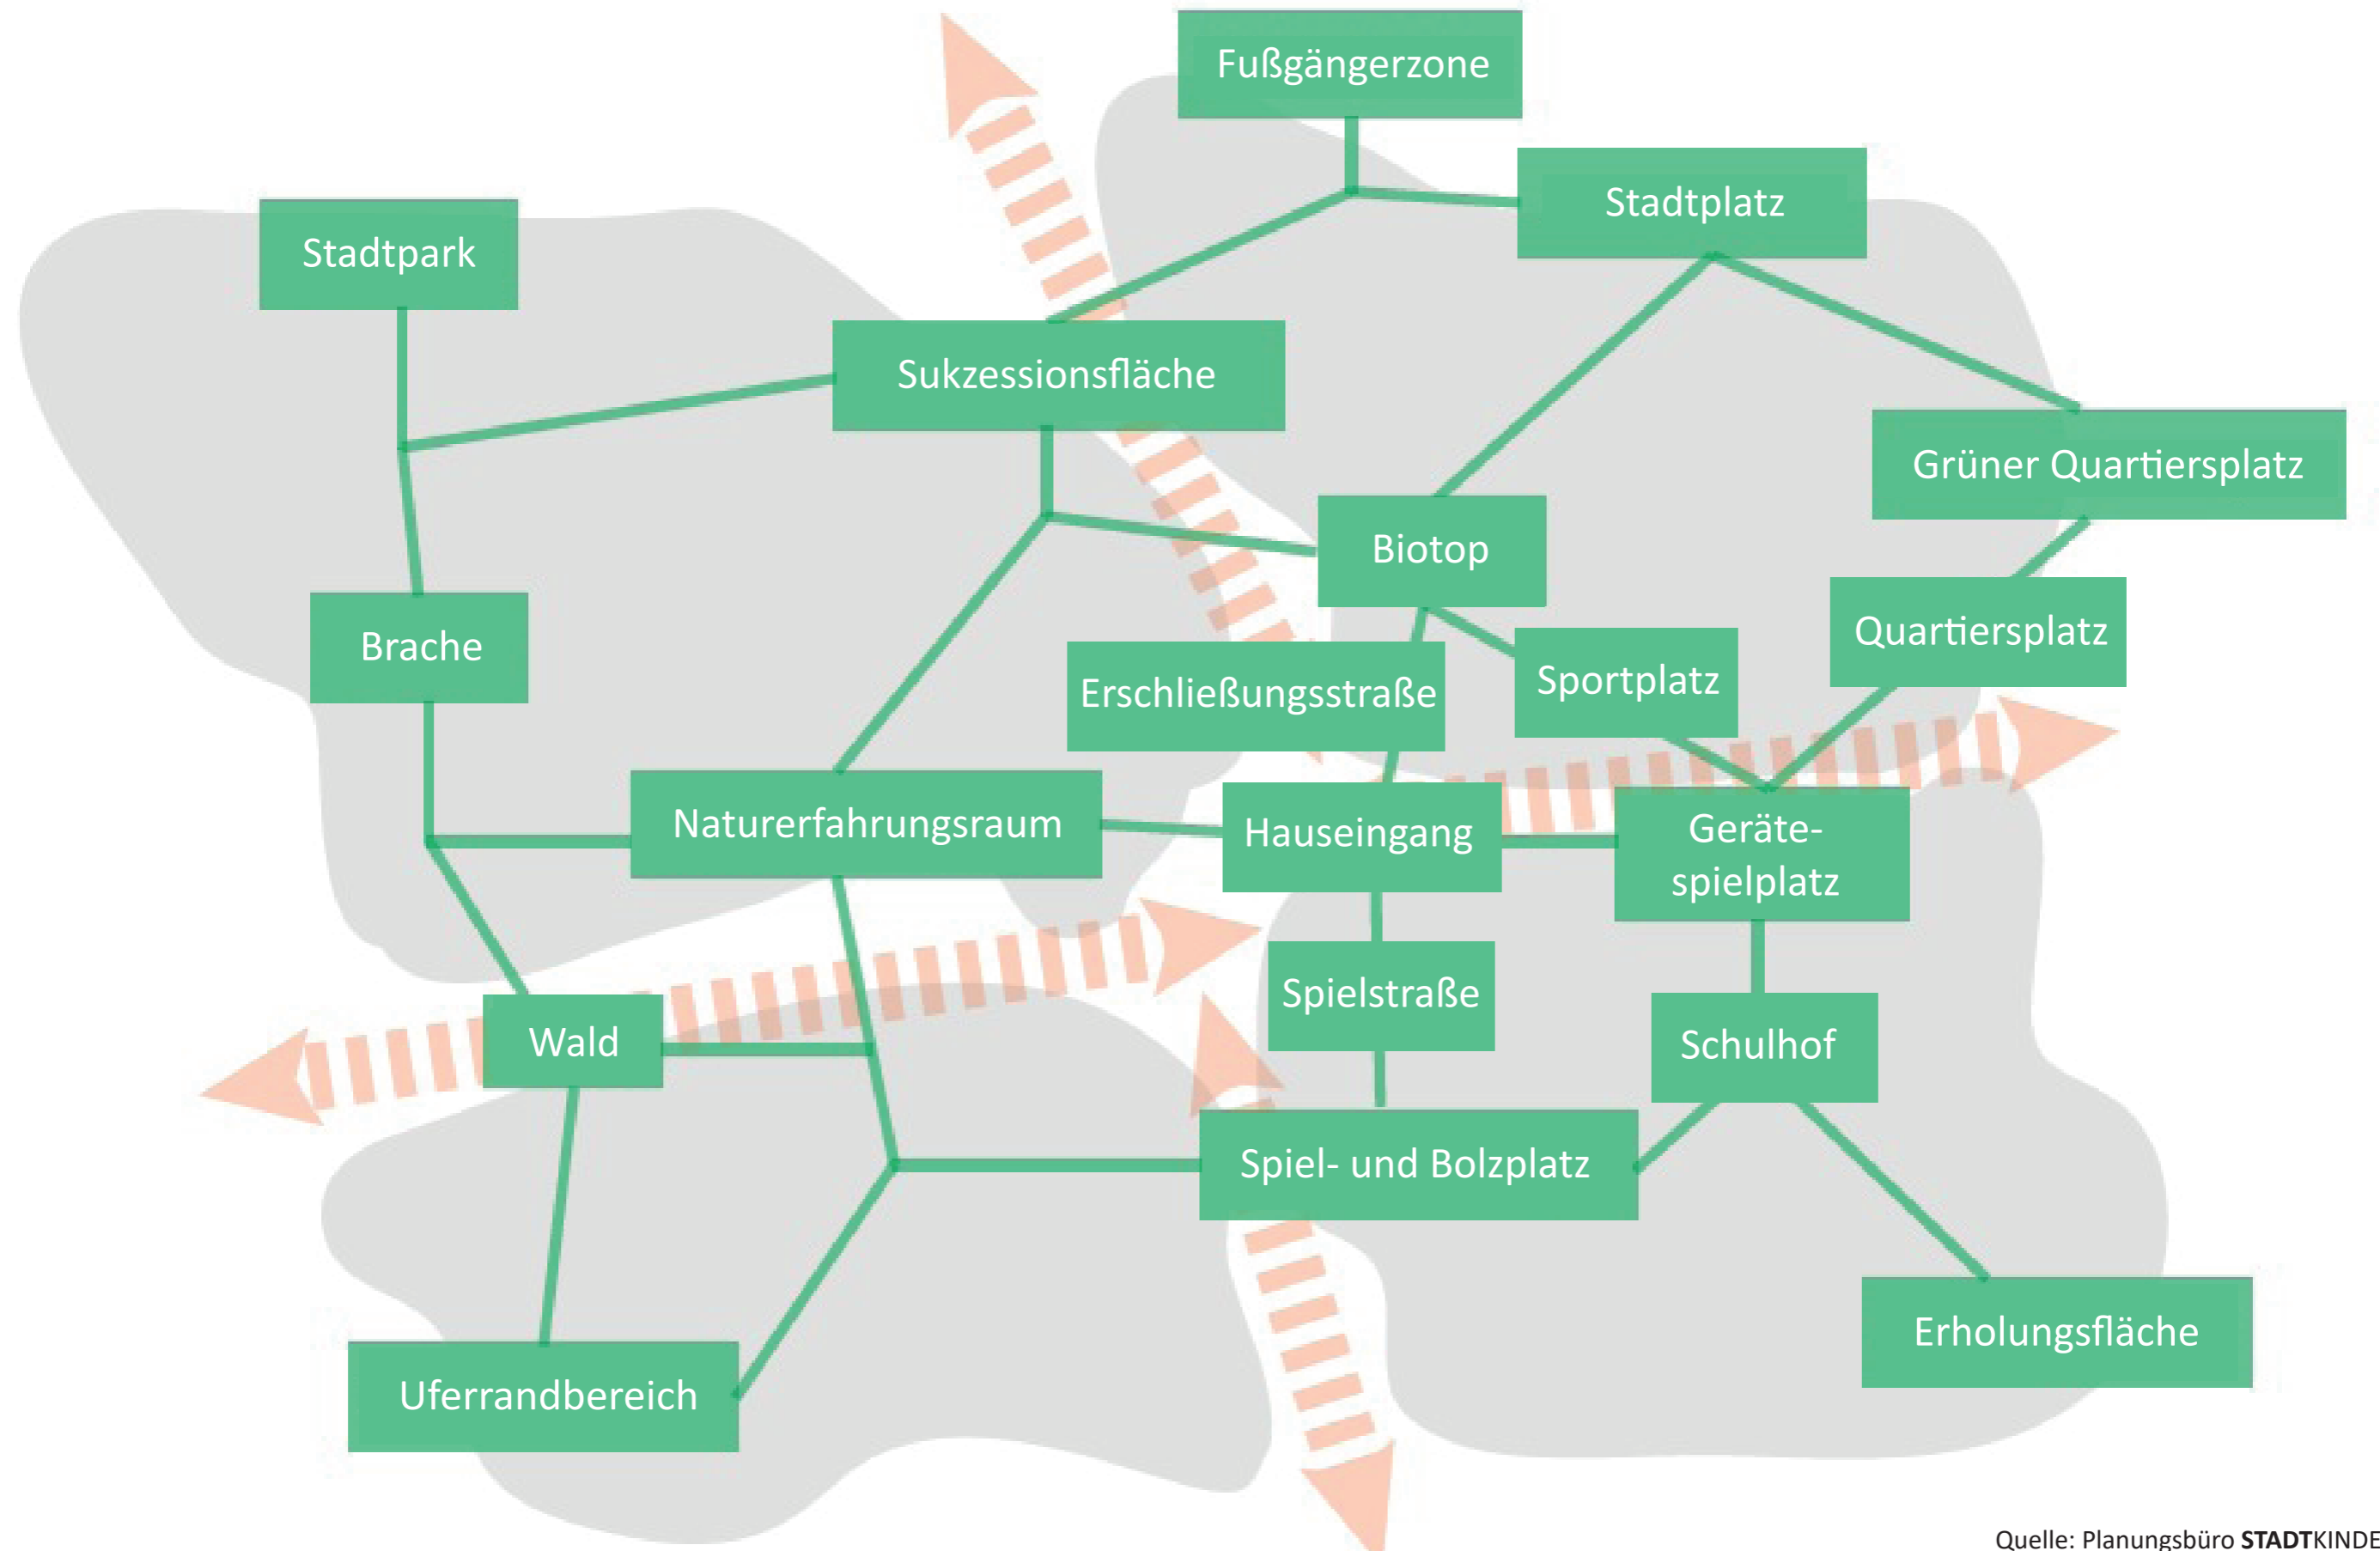 Fußgängerzone
Stadtplatz
Stadtpark
Sukzessionsfläche
Grüner Quartiersplatz
Biotop
Quartiersplatz
Brache
Sportplatz
Erschließungsstraße
Naturerfahrungsraum
Hauseingang
Geräte-
spielplatz
Spielstraße
Wald
Schulhof
Spiel- und Bolzplatz
Erholungsfläche
Uferrandbereich
Quelle: Planungsbüro STADTKINDE